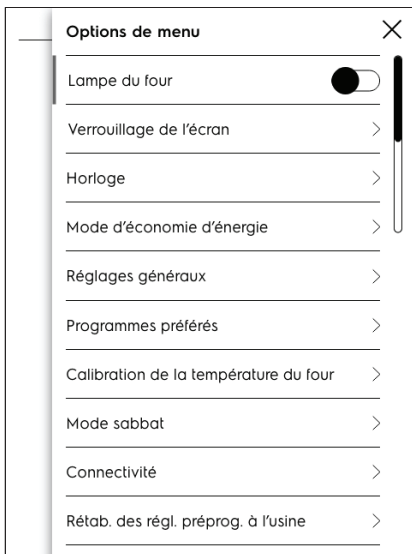 Options de menu
Lampe du four
Verrouillage de l'écran
Horloge
Mode d'économie d'énergie
Réglages généraux
Programmes préférés
Calibration de la température du four
Mode sabbat
Connectivité
Rétab. des régl. préprog. à l'usine